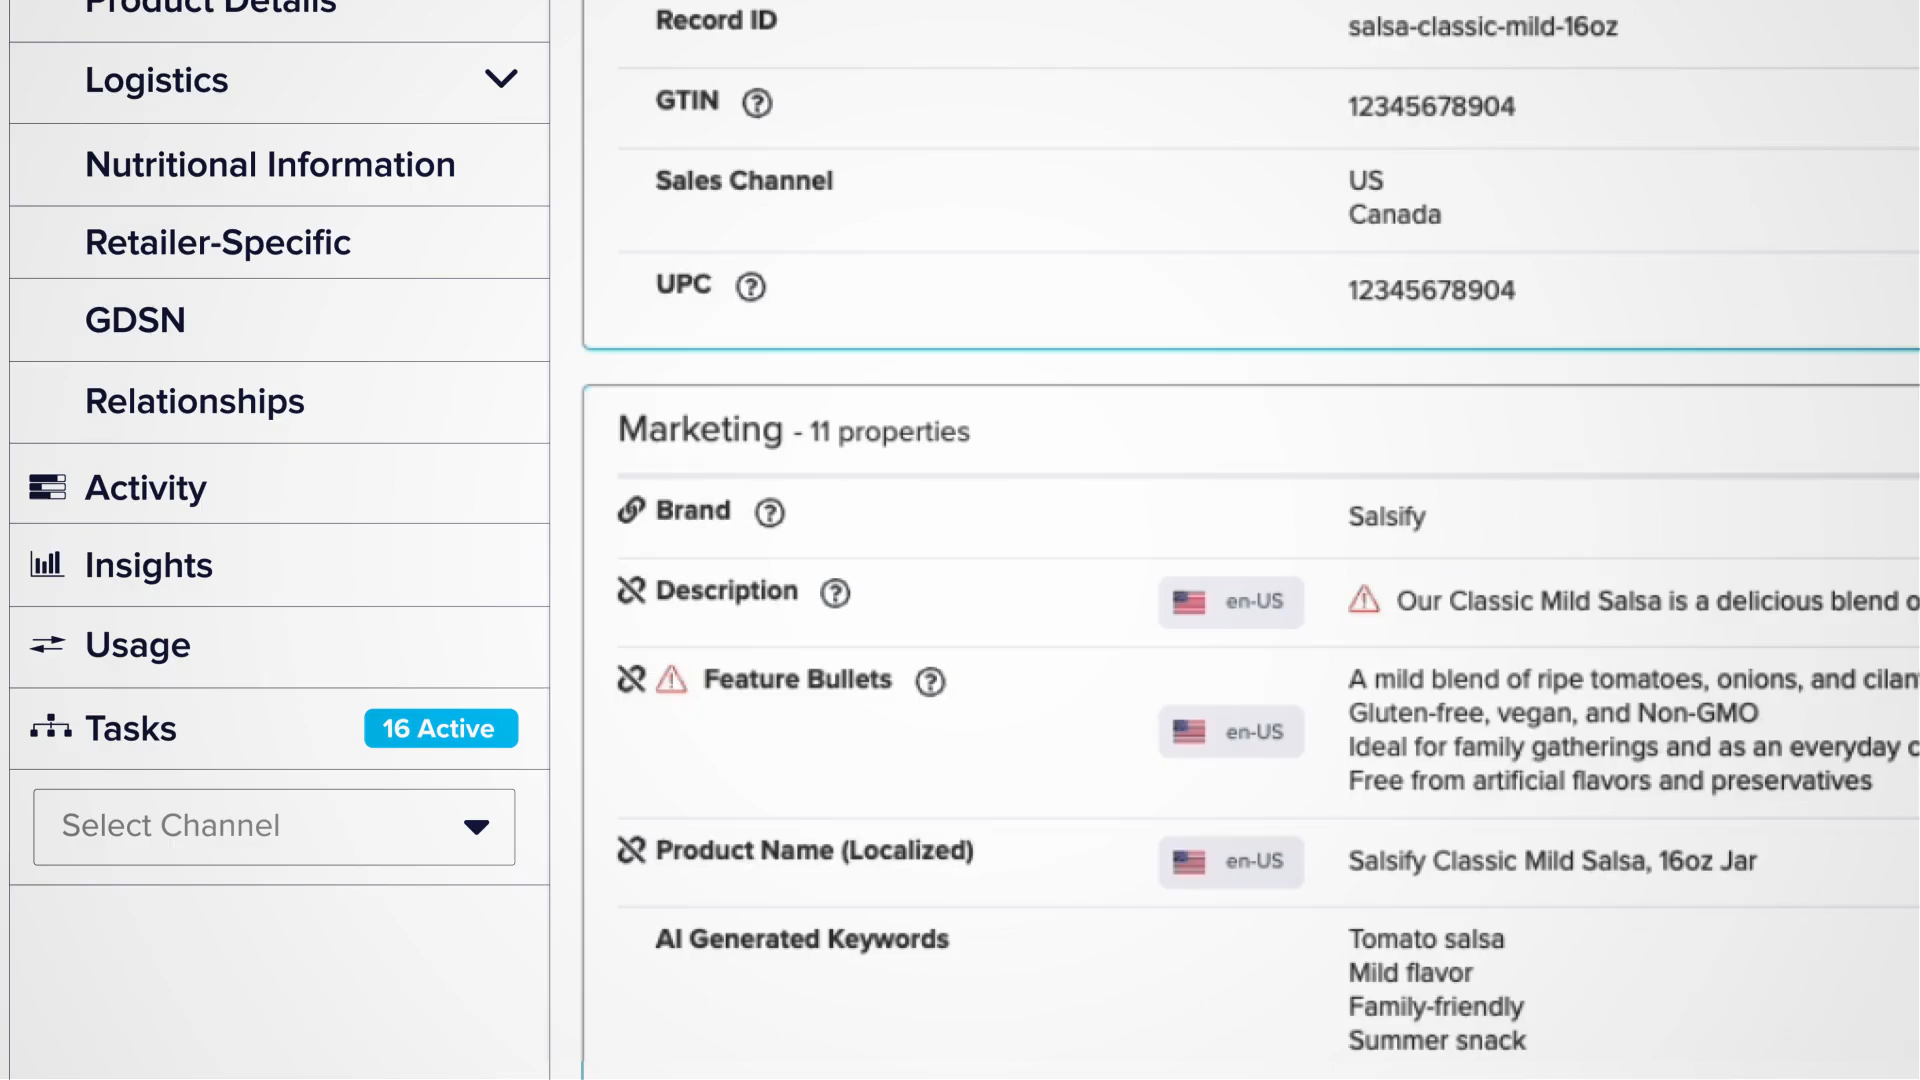 Product Details
Logistics
Nutritional Information
Retailer-Specific
GDSN
Relationships
Activity
Insights
Usage
Tasks 16 Active
Select Channel
Record ID salsa-classic-mild-16oz
GTIN ? 12345678904
Sales Channel US
Canada
UPC ? 12345678904
Marketing - 11 properties
Brand ? Salsify
Description ? en-US Our Classic Mild Salsa is a delicious blend
Feature Bullets ? A mild blend of ripe tomatoes, onions, and
Gluten-free, vegan, and Non-GMO
en-US
Ideal for family gatherings and as an everyday
Free from artificial flavors and preservatives
Product Name (Localized) en-US Salsify Classic Mild Salsa, 16oz Jar
AI Generated Keywords Tomato salsa
Mild flavor
Family-friendly
Summer snack